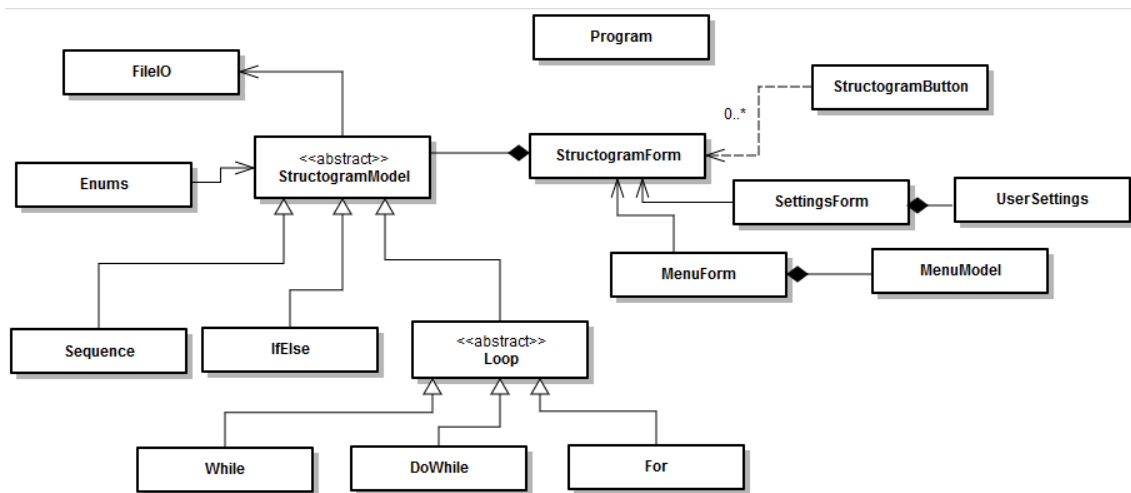 Program
FileIO
StructogramButton
0..*
<<abstract>>
StructogramModel
StructogramForm
Enums
SettingsForm
UserSettings
MenuForm
MenuModel
Sequence
IfElse
<<abstract>>
Loop
While
DoWhile
For